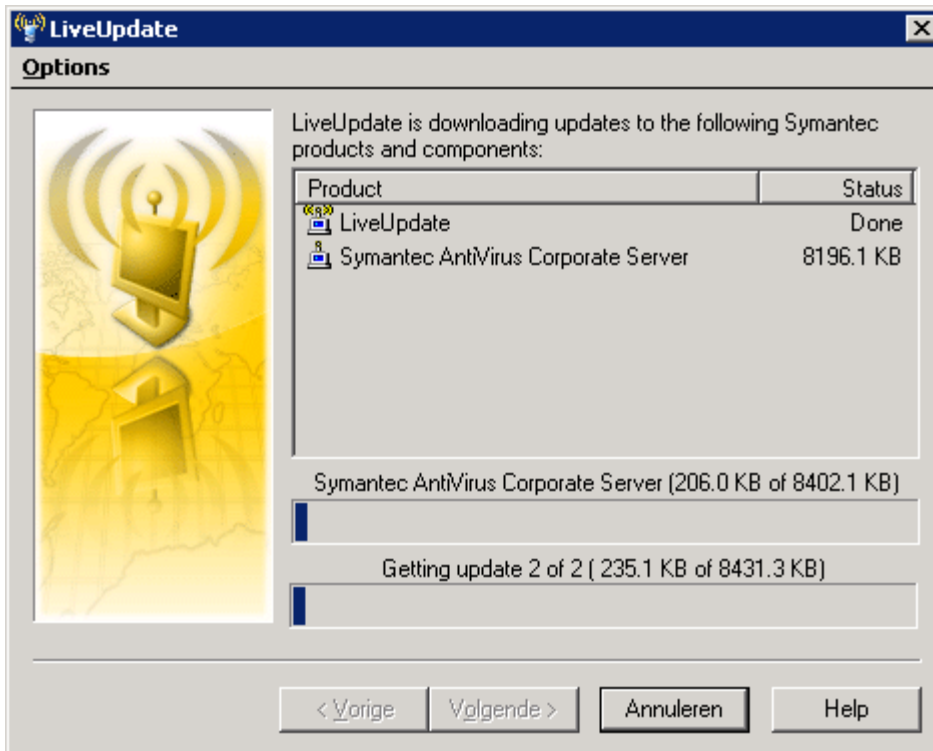 LiveUpdate
Options
LiveUpdate is downloading updates to the following Symantec
products and components:
Product Status
LiveUpdate Done
Symantec AntiVirus Corporate Server 8196.1 KB
Symantec AntiVirus Corporate Server (206.0 KB of 8402.1 KB)
Getting update 2 of 2 ( 235.1 KB of 8431.3 KB)
< Vorige Volgende > Annuleren Help